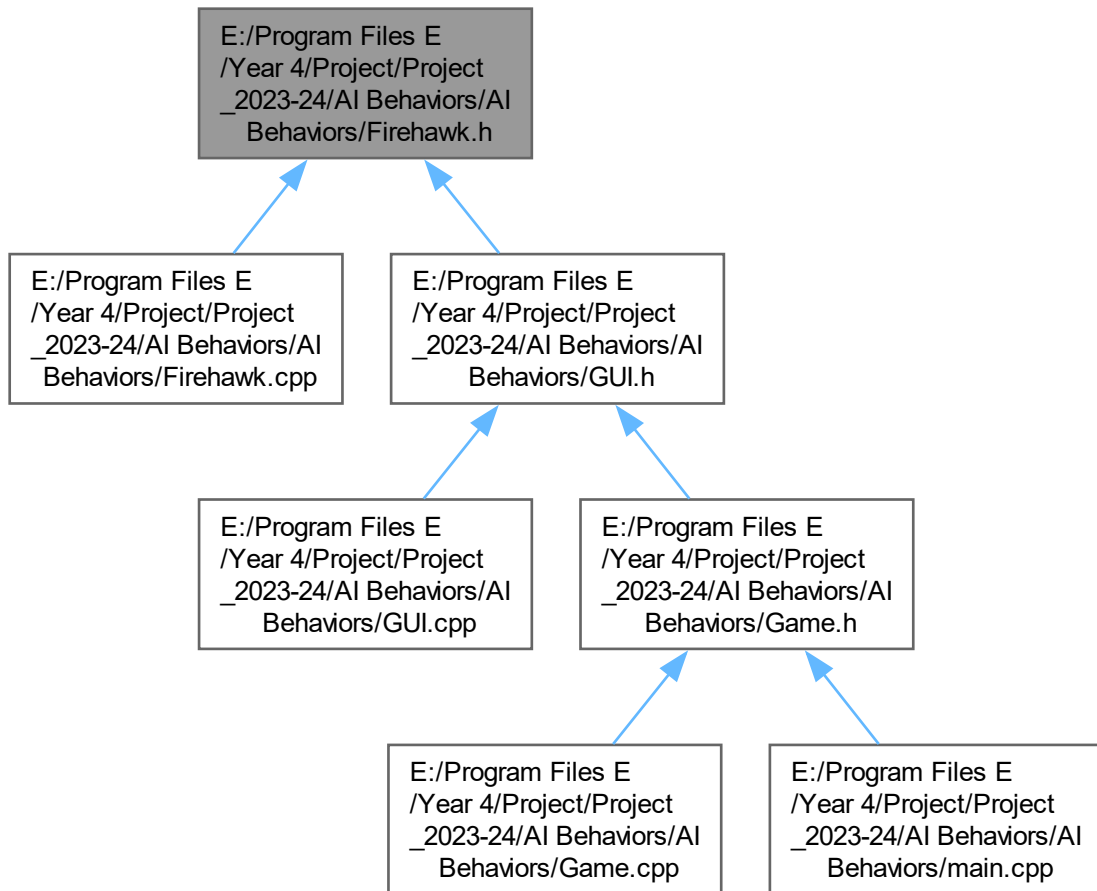 E:/Program Files E
/Year 4/Project/Project
_2023-24/AI Behaviors/AI
Behaviors/Firehawk.h
E:/Program Files E
/Year 4/Project/Project
_2023-24/AI Behaviors/AI
Behaviors/Firehawk.cpp
E:/Program Files E
/Year 4/Project/Project
_2023-24/AI Behaviors/AI
Behaviors/GUI.h
E:/Program Files E
/Year 4/Project/Project
_2023-24/AI Behaviors/AI
Behaviors/GUI.cpp
E:/Program Files E
/Year 4/Project/Project
_2023-24/AI Behaviors/AI
Behaviors/Game.h
E:/Program Files E
/Year 4/Project/Project
_2023-24/AI Behaviors/AI
Behaviors/Game.cpp
E:/Program Files E
/Year 4/Project/Project
_2023-24/AI Behaviors/AI
Behaviors/main.cpp